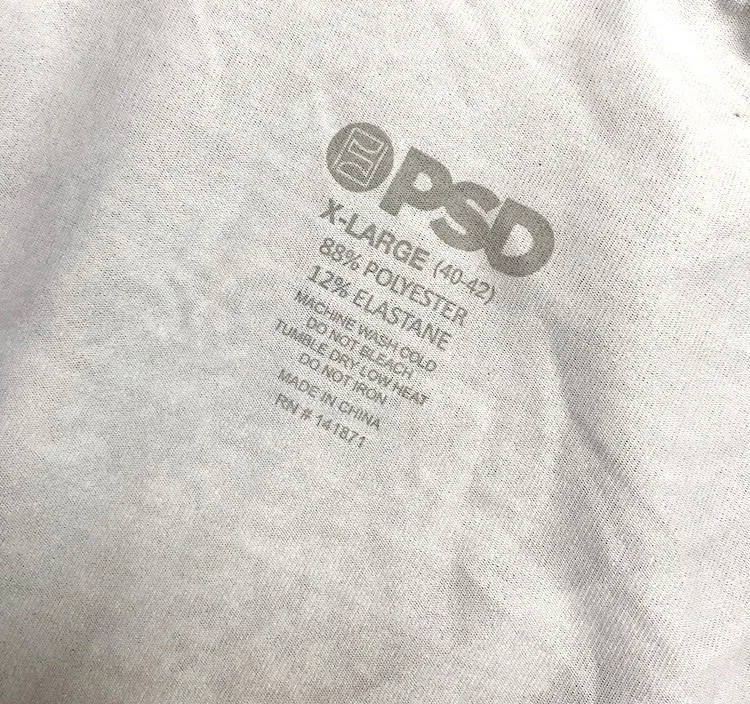 PSD
X-LARGE (40-42)
88% POLYESTER
12% ELASTANE
MACHINE WASH COLD
DO NOT BLEACH
TUMBLE DRY LOW HEAT
DO NOT IRON
MADE IN CHINA
RN # 141871